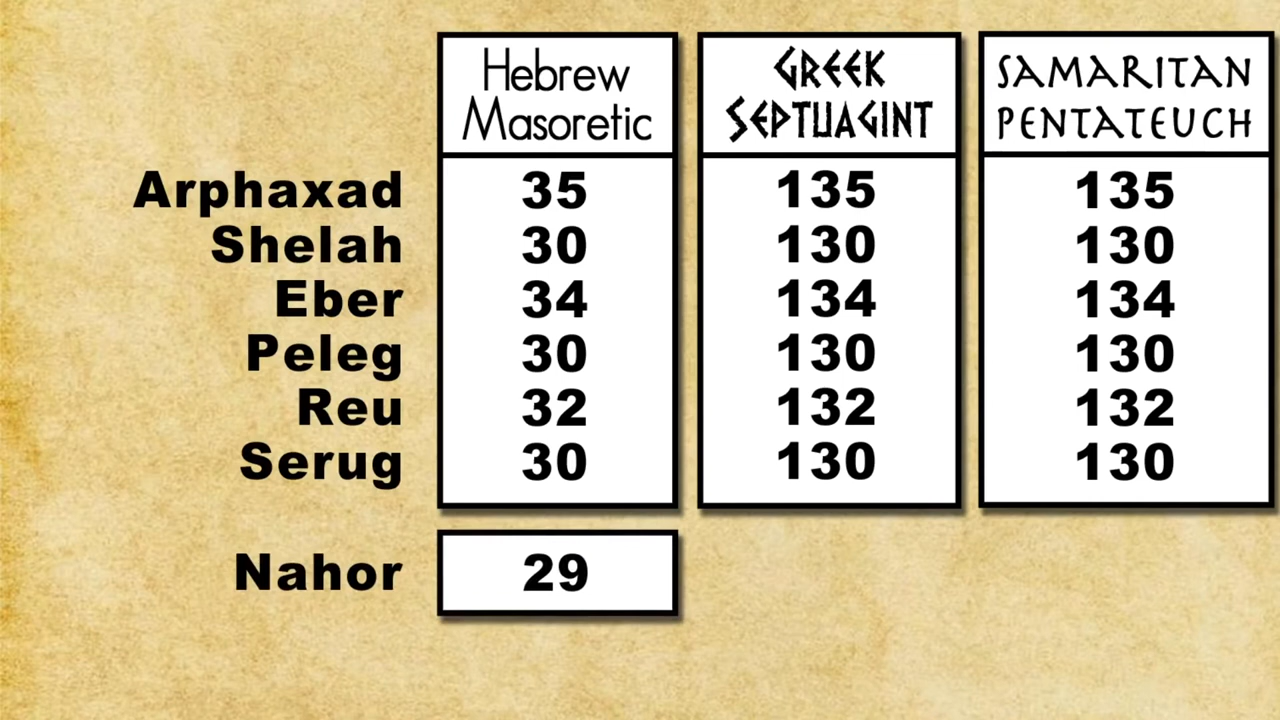 Hebrew Masoretic
GREEK SEPTUAGINT
SAMARITAN PENTATEUCH
Arphaxad 35 135 135
Shelah 30 130 130
Eber 34 134 134
Peleg 30 130 130
Reu 32 132 132
Serug 30 130 130
Nahor 29